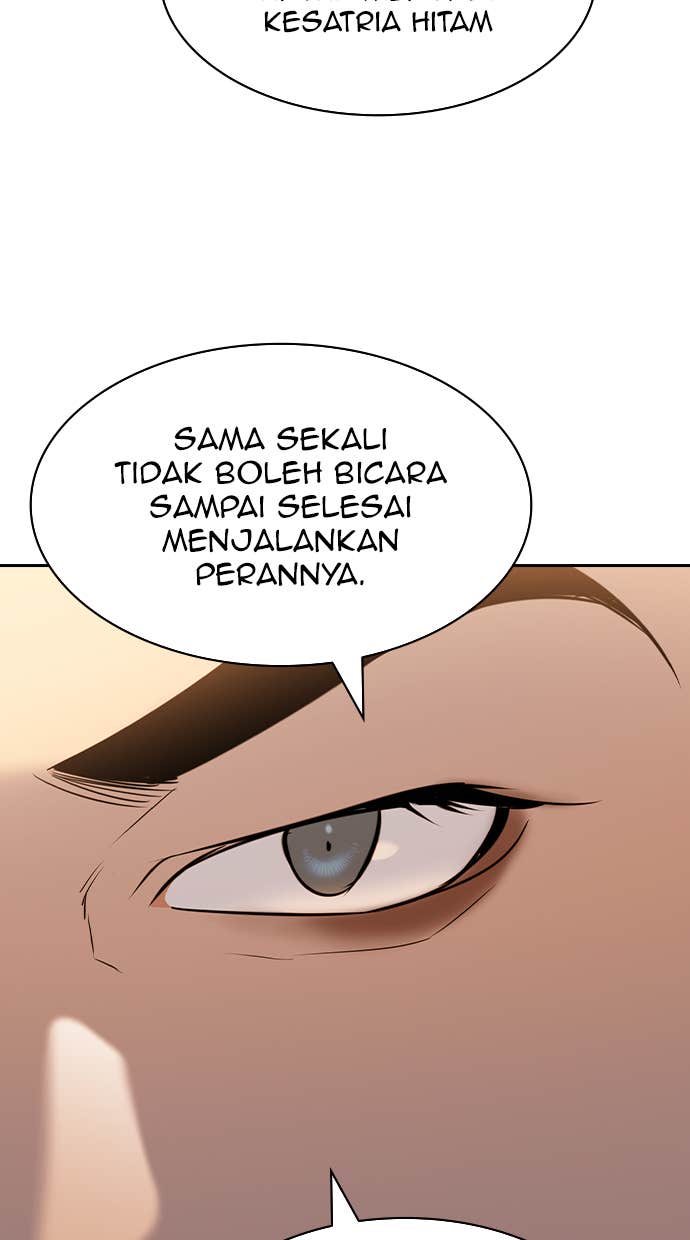 KESATRIA HITAM
SAMA SEKALI
TIDAK BOLEH BICARA
SAMPAI SELESAI
MENJALANKAN
PERANNYA.